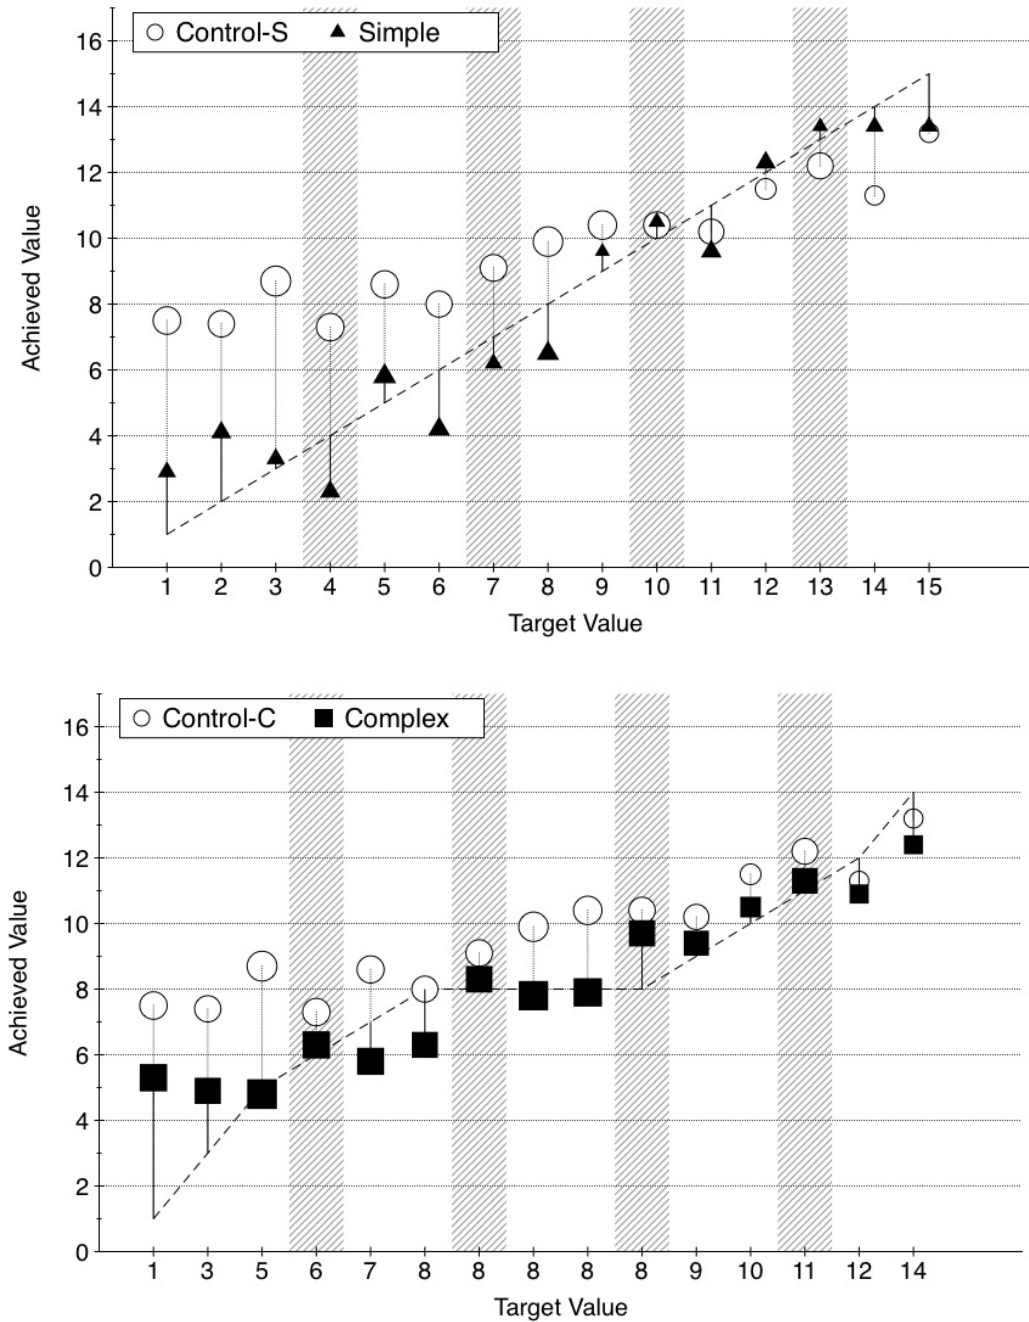 Control-S Simple
16
14
12
10
8
6
4
2
0
Achieved Value
1 2 3 4 5 6 7 8 9 10 11 12 13 14 15
Target Value
Control-C Complex
16
14
12
10
8
6
4
2
0
Achieved Value
1 3 5 6 7 8 8 8 8 8 9 10 11 12 14
Target Value